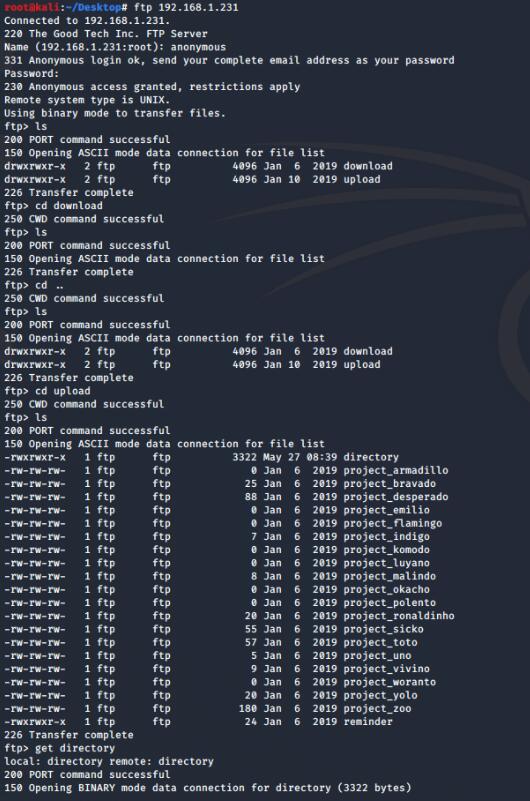 root@kali:~/Desktop# ftp 192.168.1.231
Connected to 192.168.1.231.
220 The Good Tech Inc. FTP Server
Name (192.168.1.231:root): anonymous
331 Anonymous login ok, send your complete email address as your password
Password:
230 Anonymous access granted, restrictions apply
Remote system type is UNIX.
Using binary mode to transfer files.
ftp> ls
200 PORT command successful
150 Opening ASCII mode data connection for file list
drwxrwxr-x   2 ftp      ftp          4096 Jan  6  2019 download
drwxrwxr-x   2 ftp      ftp          4096 Jan 10  2019 upload
226 Transfer complete
ftp> cd download
250 CWD command successful
ftp> ls
200 PORT command successful
150 Opening ASCII mode data connection for file list
226 Transfer complete
ftp> cd ..
250 CWD command successful
ftp> ls
200 PORT command successful
150 Opening ASCII mode data connection for file list
drwxrwxr-x   2 ftp      ftp          4096 Jan  6  2019 download
drwxrwxr-x   2 ftp      ftp          4096 Jan 10  2019 upload
226 Transfer complete
ftp> cd upload
250 CWD command successful
ftp> ls
200 PORT command successful
150 Opening ASCII mode data connection for file list
-rwxrwxr-x   1 ftp      ftp          3322 May 27 08:39 directory
-rw-rw-rw-   1 ftp      ftp             0 Jan  6  2019 project_armadillo
-rw-rw-rw-   1 ftp      ftp            25 Jan  6  2019 project_bravado
-rw-rw-rw-   1 ftp      ftp            88 Jan  6  2019 project_desperado
-rw-rw-rw-   1 ftp      ftp             0 Jan  6  2019 project_emilio
-rw-rw-rw-   1 ftp      ftp             0 Jan  6  2019 project_flamingo
-rw-rw-rw-   1 ftp      ftp             7 Jan  6  2019 project_indigo
-rw-rw-rw-   1 ftp      ftp             0 Jan  6  2019 project_komodo
-rw-rw-rw-   1 ftp      ftp             0 Jan  6  2019 project_luyano
-rw-rw-rw-   1 ftp      ftp             8 Jan  6  2019 project_malindo
-rw-rw-rw-   1 ftp      ftp             0 Jan  6  2019 project_okacho
-rw-rw-rw-   1 ftp      ftp             0 Jan  6  2019 project_polento
-rw-rw-rw-   1 ftp      ftp            20 Jan  6  2019 project_ronaldinho
-rw-rw-rw-   1 ftp      ftp            55 Jan  6  2019 project_sicko
-rw-rw-rw-   1 ftp      ftp            57 Jan  6  2019 project_toto
-rw-rw-rw-   1 ftp      ftp             5 Jan  6  2019 project_uno
-rw-rw-rw-   1 ftp      ftp             9 Jan  6  2019 project_vivino
-rw-rw-rw-   1 ftp      ftp             0 Jan  6  2019 project_woranto
-rw-rw-rw-   1 ftp      ftp            20 Jan  6  2019 project_yolo
-rw-rw-rw-   1 ftp      ftp           180 Jan  6  2019 project_zoo
-rwxrwxr-x   1 ftp      ftp            24 Jan  6  2019 reminder
226 Transfer complete
ftp> get directory
local: directory remote: directory
200 PORT command successful
150 Opening BINARY mode data connection for directory (3322 bytes)